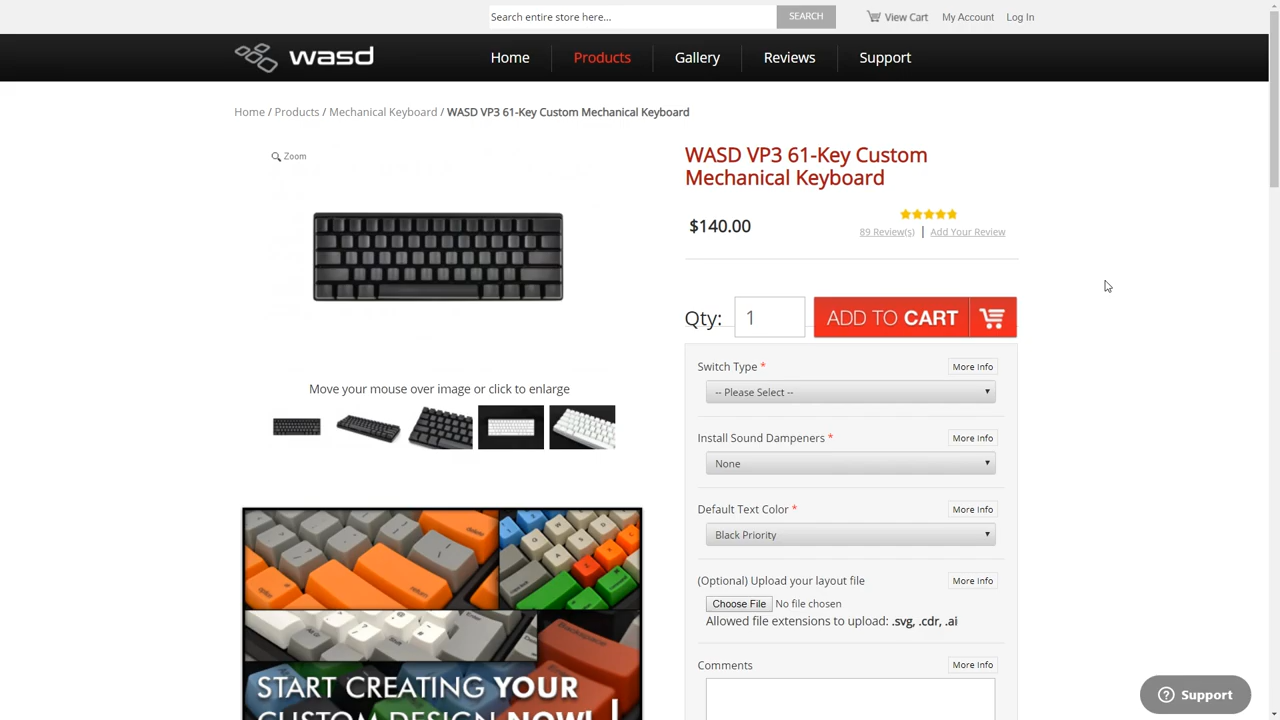 Search entire store here...
SEARCH
View Cart
My Account
Log In
wasd
Home
Products
Gallery
Reviews
Support
Home / Products / Mechanical Keyboard / WASD VP3 61-Key Custom Mechanical Keyboard
Zoom
WASD VP3 61-Key Custom
Mechanical Keyboard
$140.00
89 Review(s) | Add Your Review
Qty: 1 ADD TO CART
Switch Type * More Info
-- Please Select --
Move your mouse over image or click to enlarge
Install Sound Dampeners * More Info
None
Default Text Color * More Info
Black Priority
(Optional) Upload your layout file More Info
Choose File No file chosen
Allowed file extensions to upload: .svg, .cdr, .ai
Comments More Info
delete
Backspace
START CREATING YOUR
CUSTOM DESIGN NOW!
Support